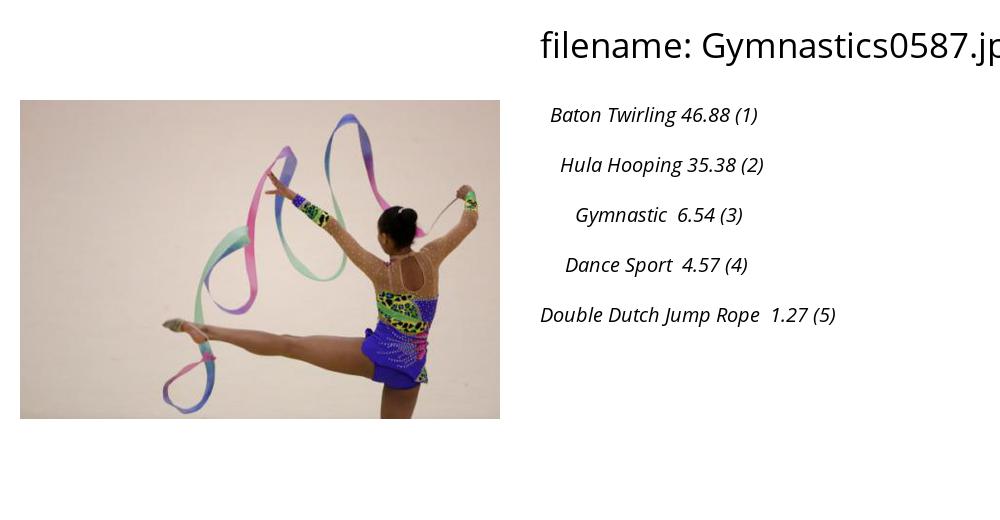 filename: Gymnastics0587.jp
Baton Twirling 46.88 (1)
Hula Hooping 35.38 (2)
Gymnastic 6.54 (3)
Dance Sport 4.57 (4)
Double Dutch Jump Rope 1.27 (5)